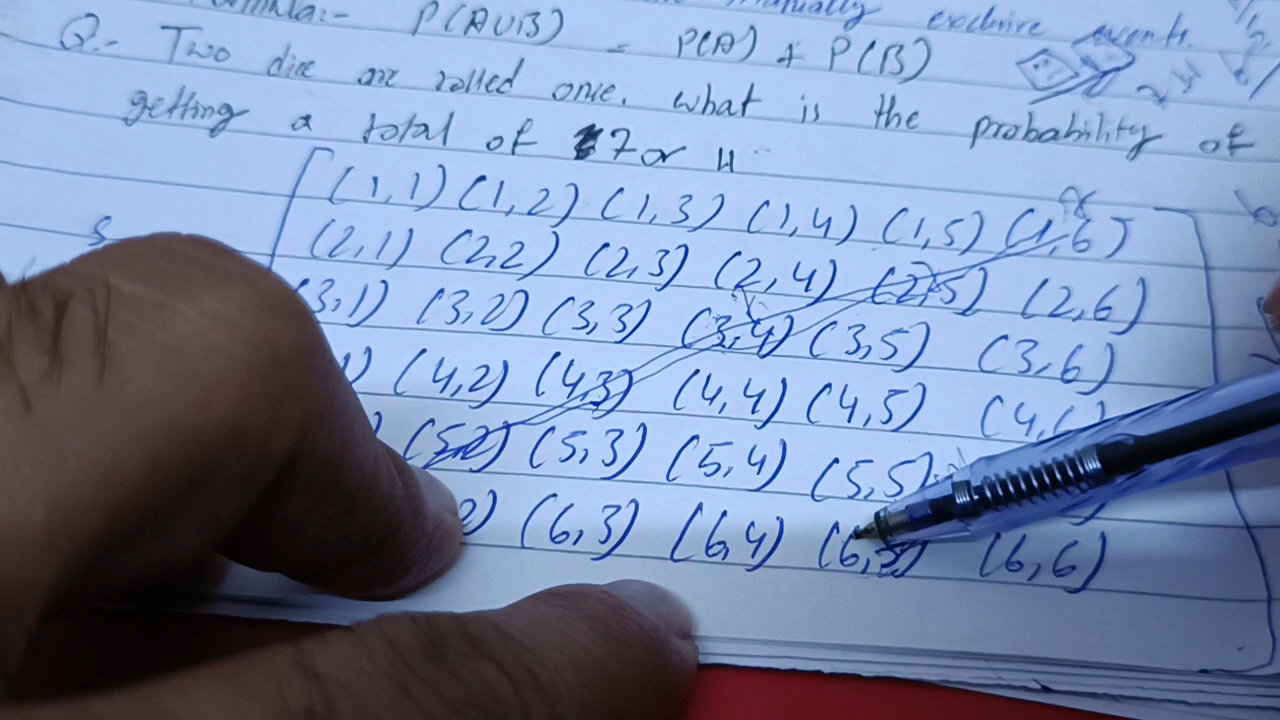 mutually exclusive events.
Formula:- P(AUB) = P(A) + P(B)
Q.- Two dice are rolled once. what is the probability of
getting a total of 7 or 11
S
(1,1) (1,2) (1,3) (1,4) (1,5) (1,6)
(2,1) (2,2) (2,3) (2,4) (2,5) (2,6)
3,1) (3,2) (3,3) (3,4) (3,5) (3,6)
(4,2) (4,3) (4,4) (4,5) (4,
(5,2) (5,3) (5,4) (5,5)
(6,3) (6,4) (6,5) (6,6)